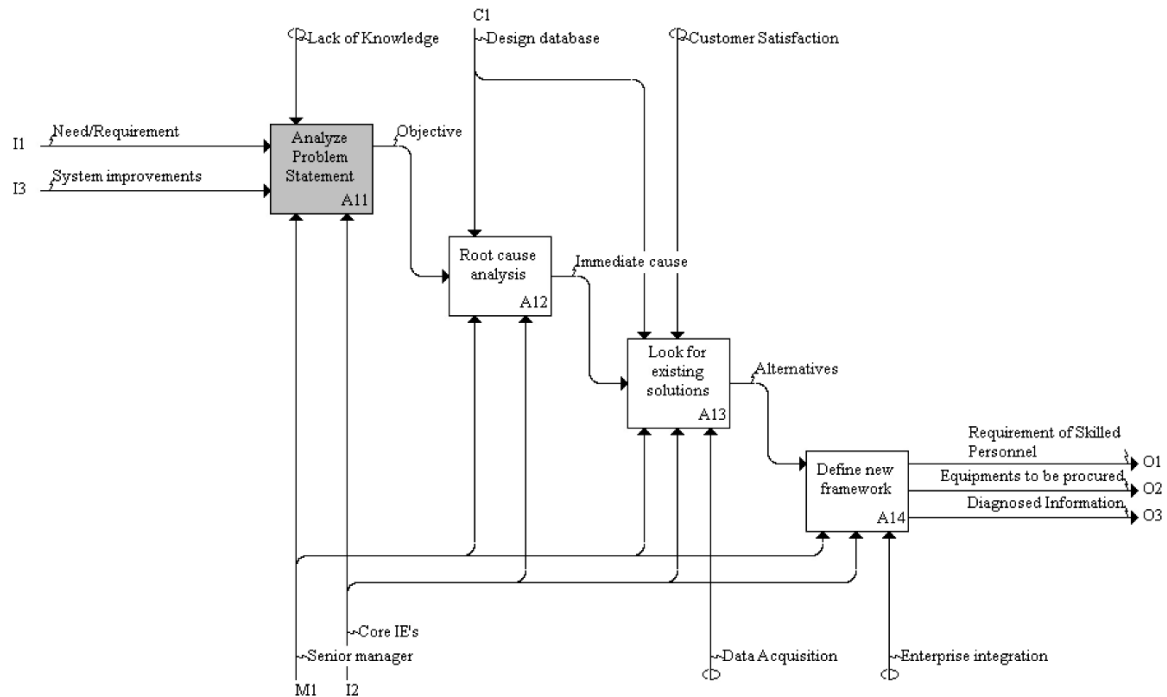 C1
Lack of Knowledge
Design database
Customer Satisfaction
I1
Need/Requirement
I3
System improvements
Analyze
Problem
Statement
A11
Objective
Root cause
analysis
A12
Immediate cause
Look for
existing
solutions
A13
Alternatives
Define new
framework
A14
Requirement of Skilled
Personnel
O1
Equipments to be procured
O2
Diagnosed Information
O3
Core IE's
Senior manager
Data Acquisition
Enterprise integration
M1
I2